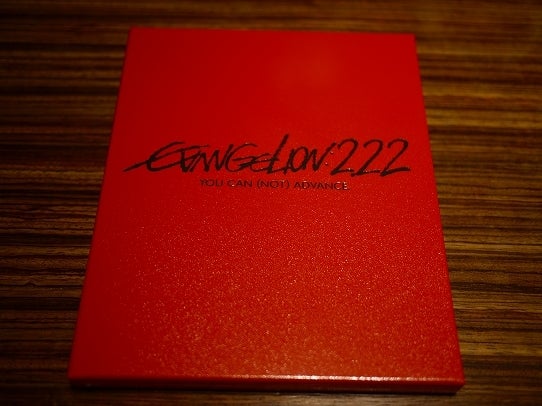 EVANGELION 2.22
YOU CAN (NOT) ADVANCE.